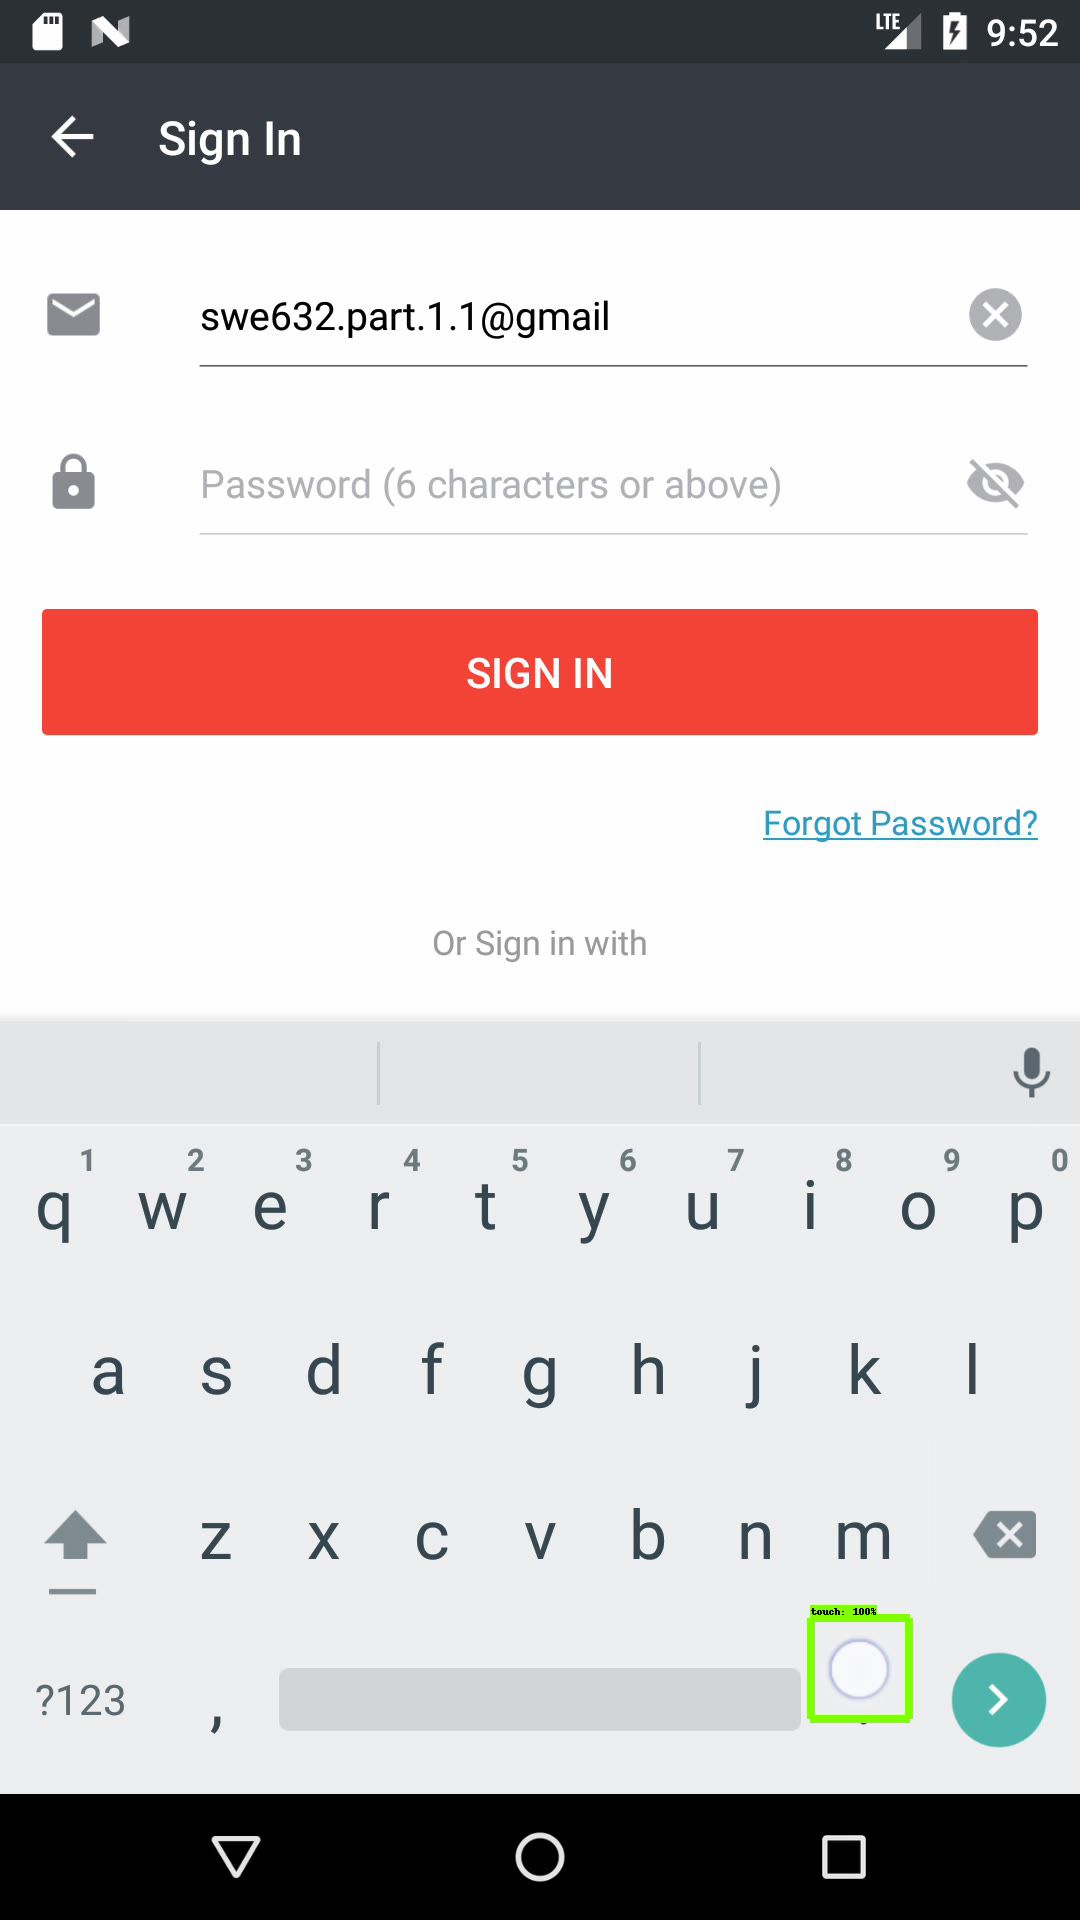 LTE 9:52
Sign In
swe632.part.1.1@gmail
Password (6 characters or above)
SIGN IN
Forgot Password?
Or Sign in with
1 2 3 4 5 6 7 8 9 0
q w e r t y u i o p
a s d f g h j k l
z x c v b n m
touch: 100%
?123 , .